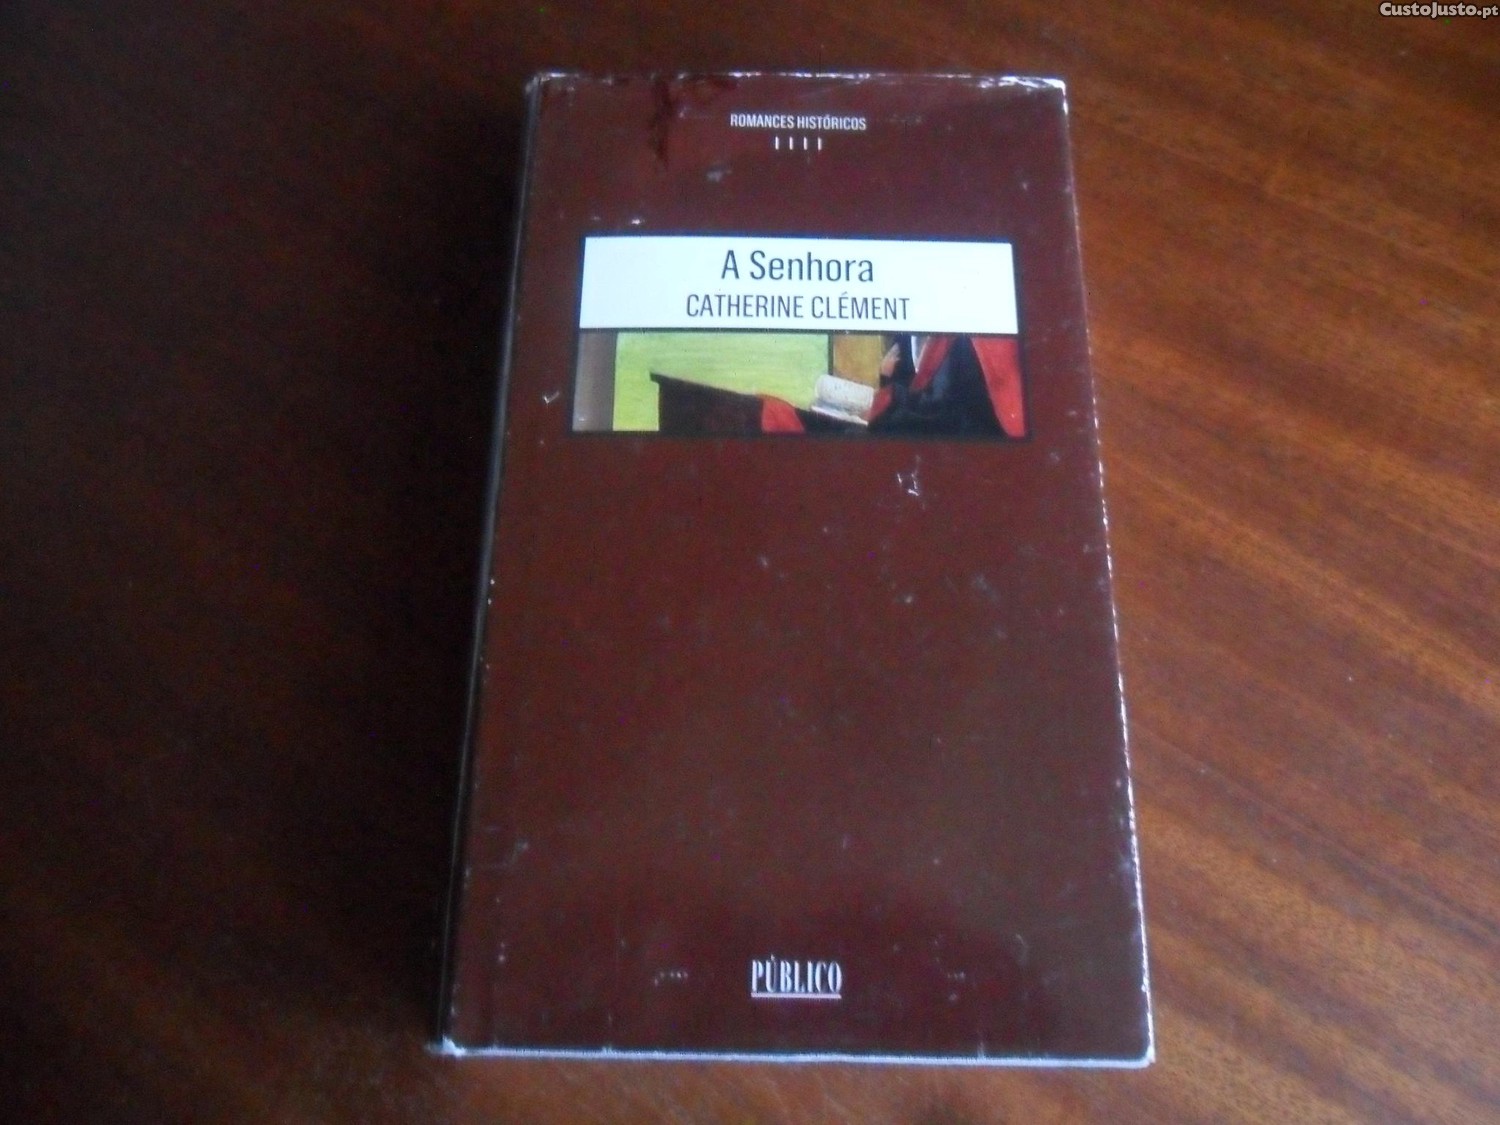 CustoJusto.pt
ROMANCES HISTÓRICOS
A Senhora
CATHERINE CLÉMENT
PÚBLICO